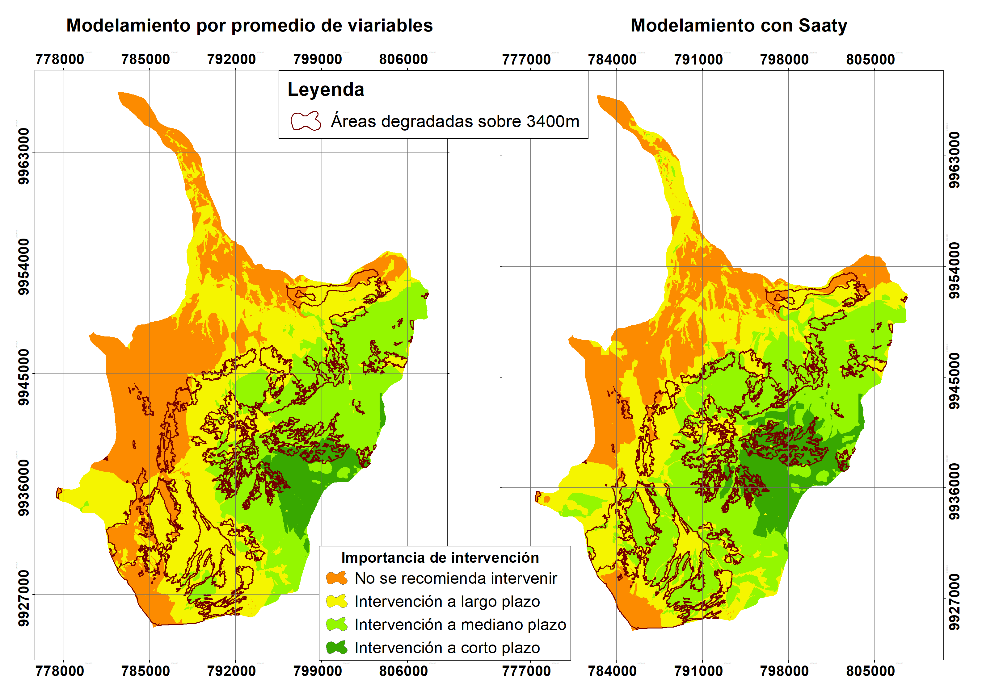 Modelamiento por promedio de viariables
Modelamiento con Saaty
778000 785000 792000 799000 806000
777000 784000 791000 798000 805000
Leyenda
Áreas degradadas sobre 3400m
9963000
9954000
9945000
9936000
9927000
9963000
9954000
9945000
9936000
9927000
Importancia de intervención
No se recomienda intervenir
Intervención a largo plazo
Intervención a mediano plazo
Intervención a corto plazo
778000 785000 792000 799000 806000
777000 784000 791000 798000 805000